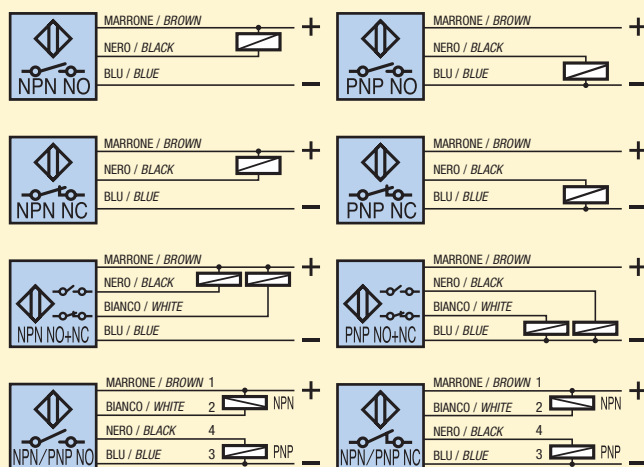 MARRONE / BROWN +
NERO / BLACK
BLU / BLUE −
NPN NO
MARRONE / BROWN +
NERO / BLACK
BLU / BLUE −
PNP NO
MARRONE / BROWN +
NERO / BLACK
BLU / BLUE −
NPN NC
MARRONE / BROWN +
NERO / BLACK
BLU / BLUE −
PNP NC
MARRONE / BROWN +
NERO / BLACK
BIANCO / WHITE
BLU / BLUE −
NPN NO+NC
MARRONE / BROWN +
NERO / BLACK
BIANCO / WHITE
BLU / BLUE −
PNP NO+NC
MARRONE / BROWN 1 +
BIANCO / WHITE 2 NPN
NERO / BLACK 4
BLU / BLUE 3 PNP −
NPN/PNP NO
MARRONE / BROWN 1 +
BIANCO / WHITE 2 NPN
NERO / BLACK 4
BLU / BLUE 3 PNP −
NPN/PNP NC